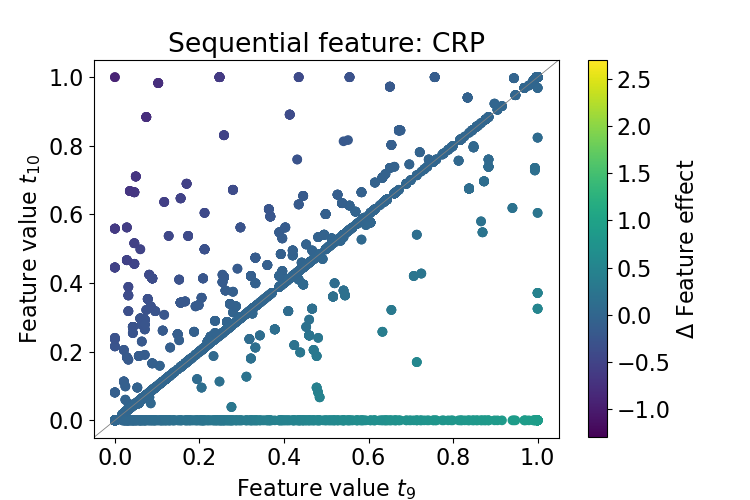 Sequential feature: CRP
1.0
0.8
0.6
0.4
0.2
0.0
Feature value t10
0.0 0.2 0.4 0.6 0.8 1.0
Feature value t9
2.5
2.0
1.5
1.0
0.5
0.0
−0.5
−1.0
Δ Feature effect